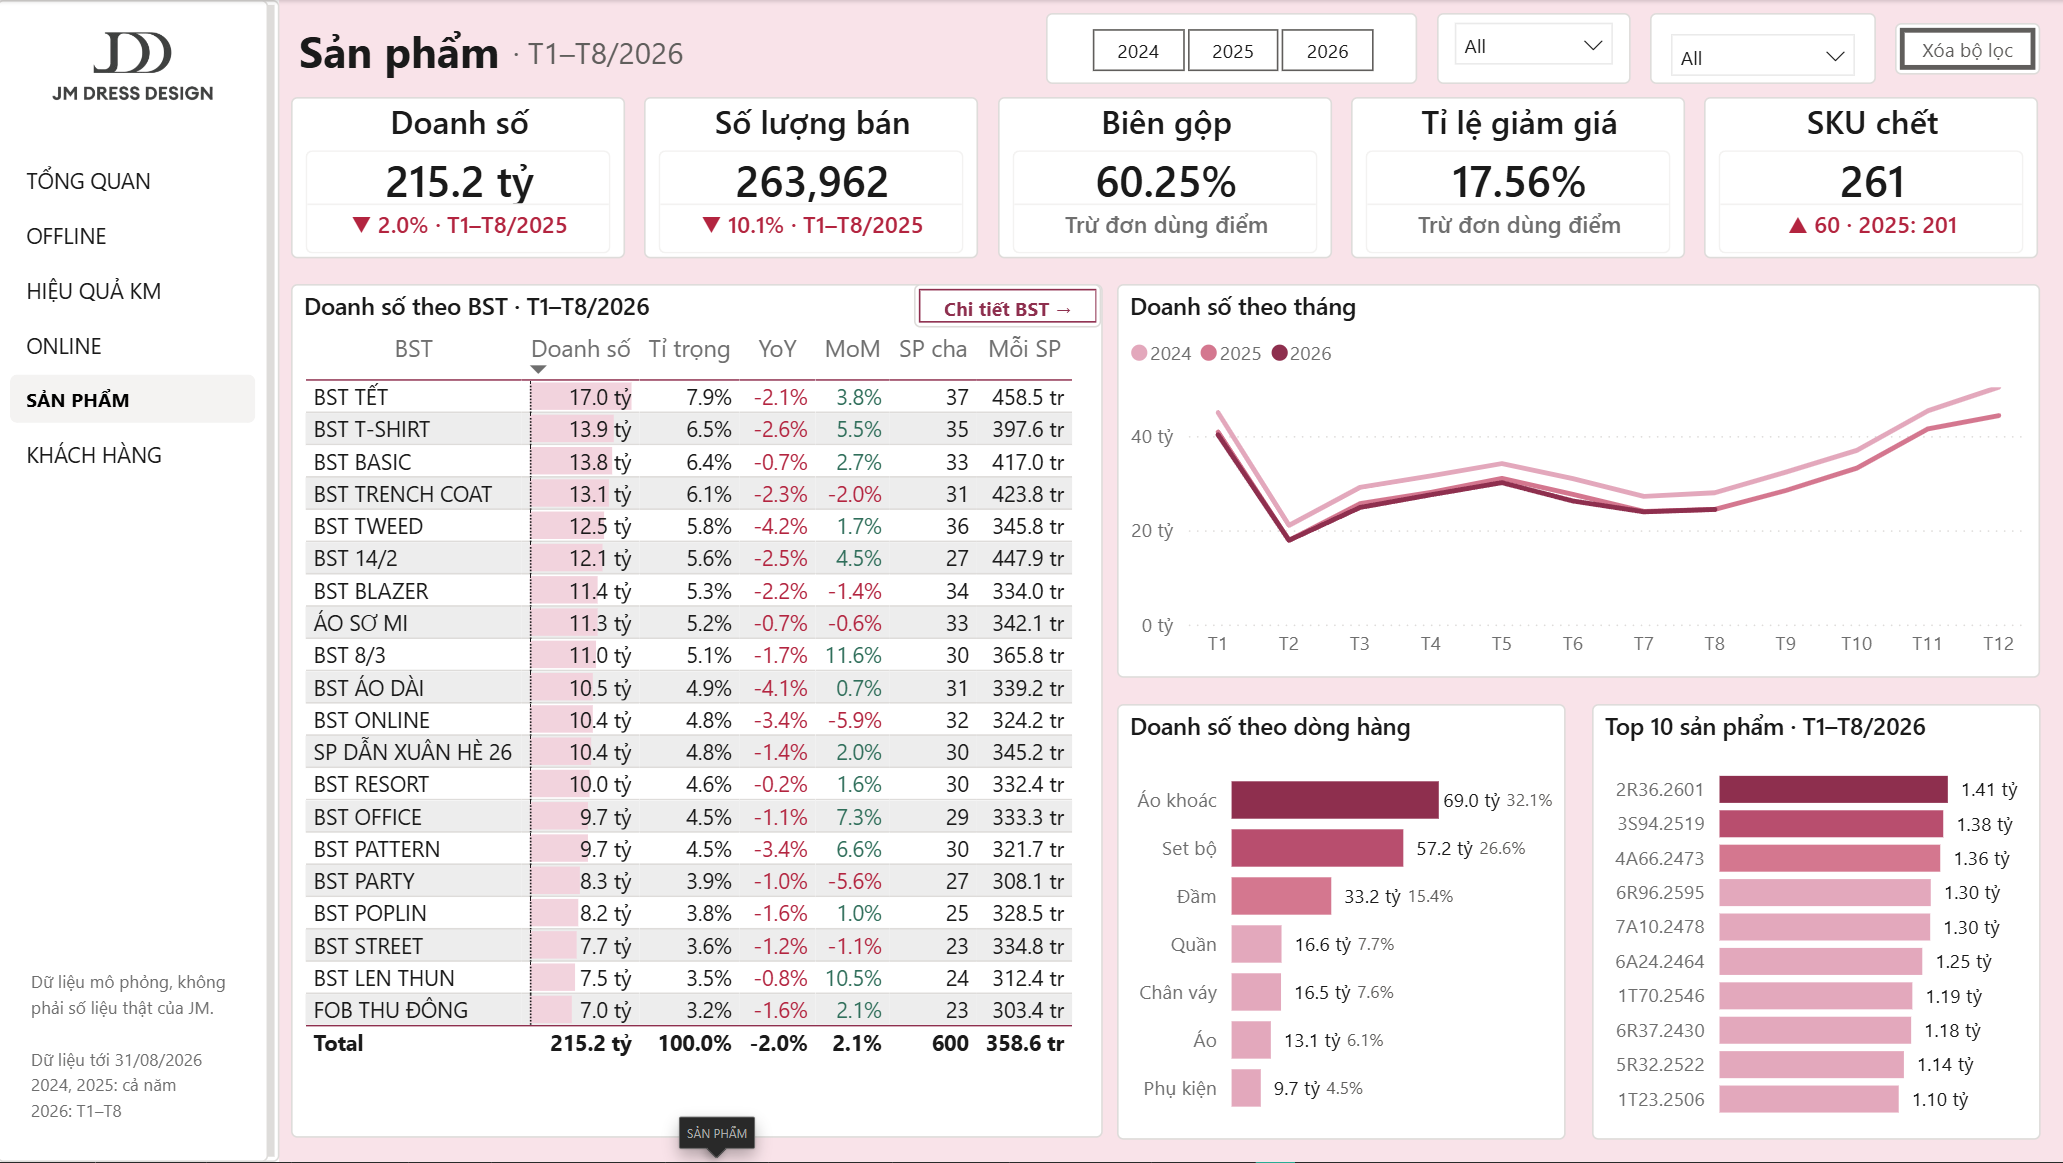 JM DRESS DESIGN
TỔNG QUAN
OFFLINE
HIỆU QUẢ KM
ONLINE
SẢN PHẨM
KHÁCH HÀNG
Dữ liệu mô phỏng, không
phải số liệu thật của JM.
Dữ liệu tới 31/08/2026
2024, 2025: cả năm
2026: T1–T8
Sản phẩm · T1–T8/2026
2024 2025 2026
All
All
Xóa bộ lọc
Doanh số
215.2 tỷ
▼ 2.0% · T1–T8/2025
Số lượng bán
263,962
▼ 10.1% · T1–T8/2025
Biên gộp
60.25%
Trừ đơn dùng điểm
Tỉ lệ giảm giá
17.56%
Trừ đơn dùng điểm
SKU chết
261
▲ 60 · 2025: 201
Doanh số theo BST · T1–T8/2026
Chi tiết BST →
BST Doanh số Tỉ trọng YoY MoM SP cha Mỗi SP
BST TẾT 17.0 tỷ 7.9% -2.1% 3.8% 37 458.5 tr
BST T-SHIRT 13.9 tỷ 6.5% -2.6% 5.5% 35 397.6 tr
BST BASIC 13.8 tỷ 6.4% -0.7% 2.7% 33 417.0 tr
BST TRENCH COAT 13.1 tỷ 6.1% -2.3% -2.0% 31 423.8 tr
BST TWEED 12.5 tỷ 5.8% -4.2% 1.7% 36 345.8 tr
BST 14/2 12.1 tỷ 5.6% -2.5% 4.5% 27 447.9 tr
BST BLAZER 11.4 tỷ 5.3% -2.2% -1.4% 34 334.0 tr
ÁO SƠ MI 11.3 tỷ 5.2% -0.7% -0.6% 33 342.1 tr
BST 8/3 11.0 tỷ 5.1% -1.7% 11.6% 30 365.8 tr
BST ÁO DÀI 10.5 tỷ 4.9% -4.1% 0.7% 31 339.2 tr
BST ONLINE 10.4 tỷ 4.8% -3.4% -5.9% 32 324.2 tr
SP DẪN XUÂN HÈ 26 10.4 tỷ 4.8% -1.4% 2.0% 30 345.2 tr
BST RESORT 10.0 tỷ 4.6% -0.2% 1.6% 30 332.4 tr
BST OFFICE 9.7 tỷ 4.5% -1.1% 7.3% 29 333.3 tr
BST PATTERN 9.7 tỷ 4.5% -3.4% 6.6% 30 321.7 tr
BST PARTY 8.3 tỷ 3.9% -1.0% -5.6% 27 308.1 tr
BST POPLIN 8.2 tỷ 3.8% -1.6% 1.0% 25 328.5 tr
BST STREET 7.7 tỷ 3.6% -1.2% -1.1% 23 334.8 tr
BST LEN THUN 7.5 tỷ 3.5% -0.8% 10.5% 24 312.4 tr
FOB THU ĐÔNG 7.0 tỷ 3.2% -1.6% 2.1% 23 303.4 tr
Total 215.2 tỷ 100.0% -2.0% 2.1% 600 358.6 tr
Doanh số theo tháng
2024 2025 2026
40 tỷ
20 tỷ
0 tỷ
T1 T2 T3 T4 T5 T6 T7 T8 T9 T10 T11 T12
Doanh số theo dòng hàng
Áo khoác 69.0 tỷ 32.1%
Set bộ 57.2 tỷ 26.6%
Đầm 33.2 tỷ 15.4%
Quần 16.6 tỷ 7.7%
Chân váy 16.5 tỷ 7.6%
Áo 13.1 tỷ 6.1%
Phụ kiện 9.7 tỷ 4.5%
Top 10 sản phẩm · T1–T8/2026
2R36.2601 1.41 tỷ
3S94.2519 1.38 tỷ
4A66.2473 1.36 tỷ
6R96.2595 1.30 tỷ
7A10.2478 1.30 tỷ
6A24.2464 1.25 tỷ
1T70.2546 1.19 tỷ
6R37.2430 1.18 tỷ
5R32.2522 1.14 tỷ
1T23.2506 1.10 tỷ
SẢN PHẨM